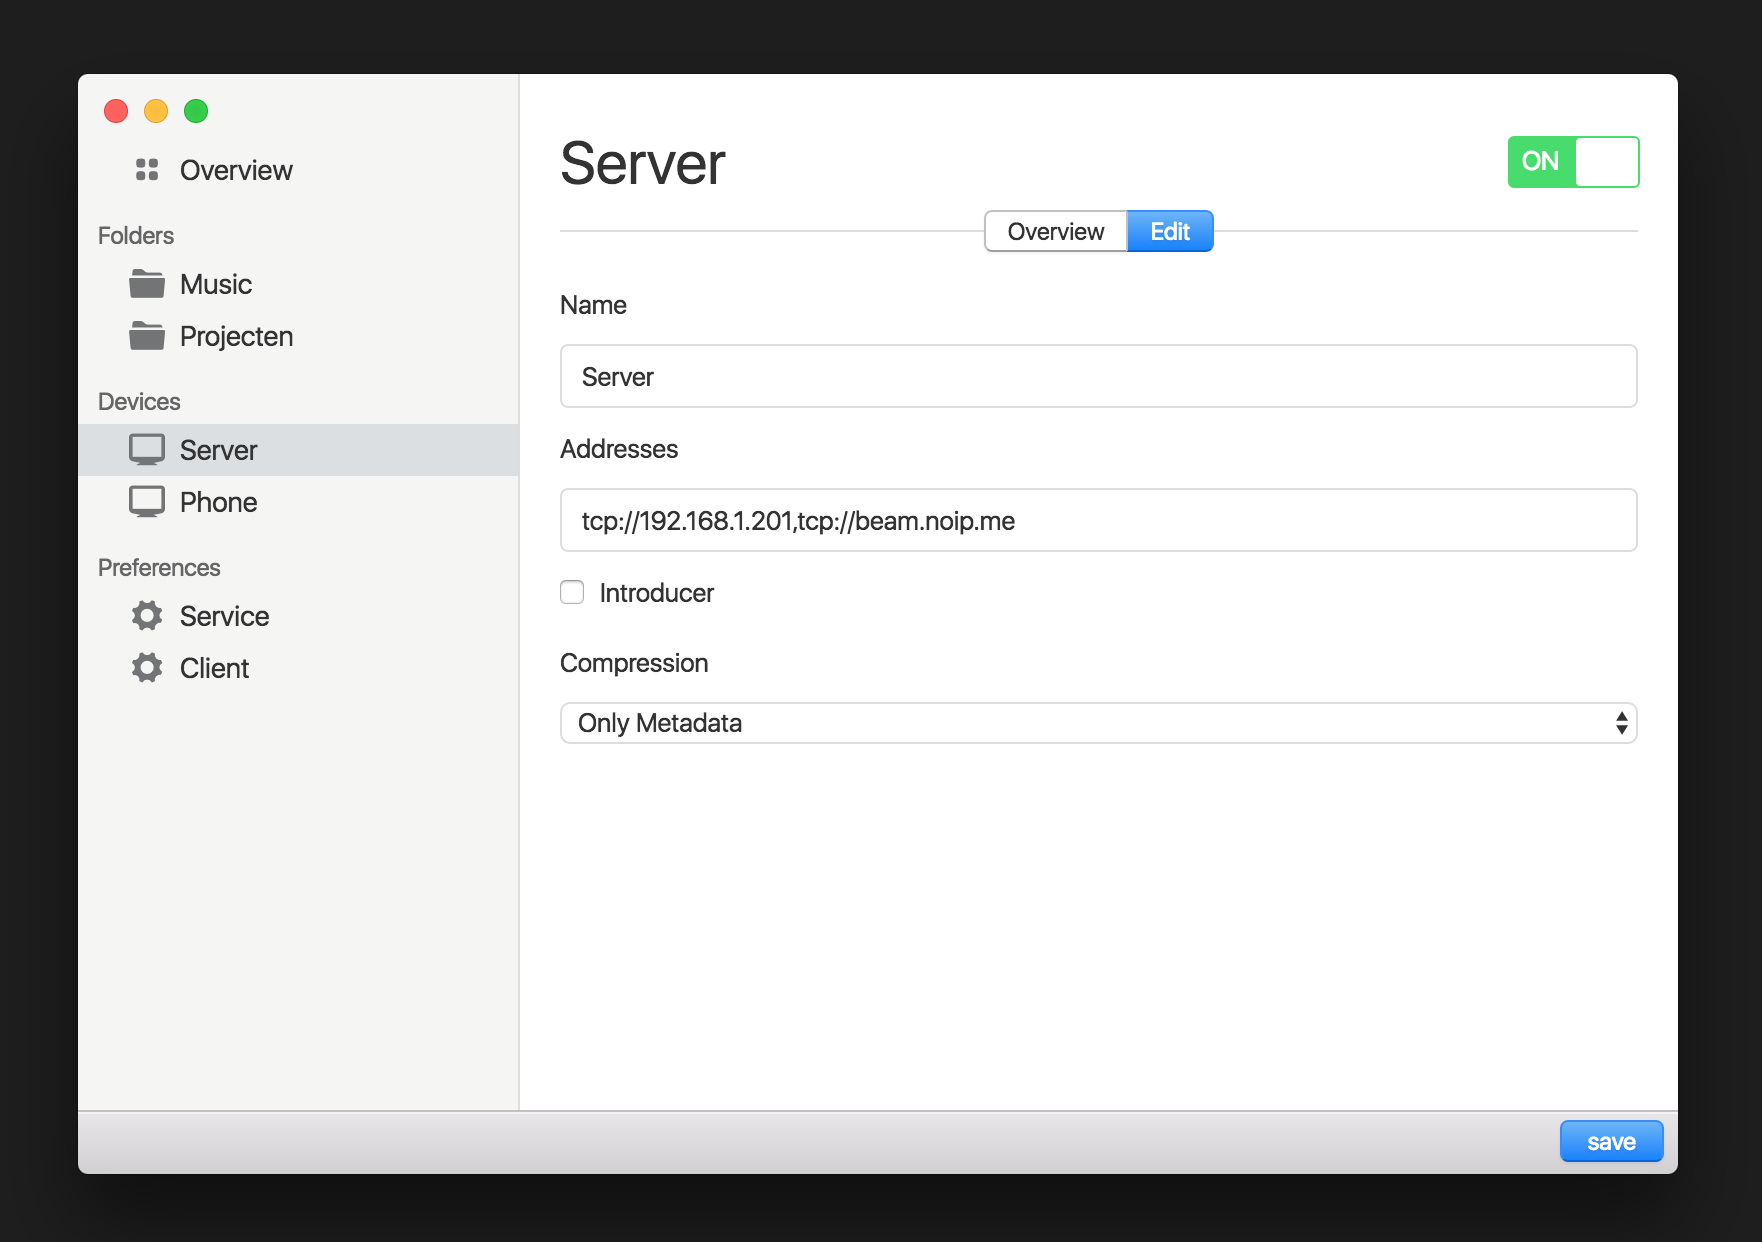 Overview
Folders
Music
Projecten
Devices
Server
Phone
Preferences
Service
Client
Server
ON
Overview
Edit
Name
Server
Addresses
tcp://192.168.1.201,tcp://beam.noip.me
Introducer
Compression
Only Metadata
save